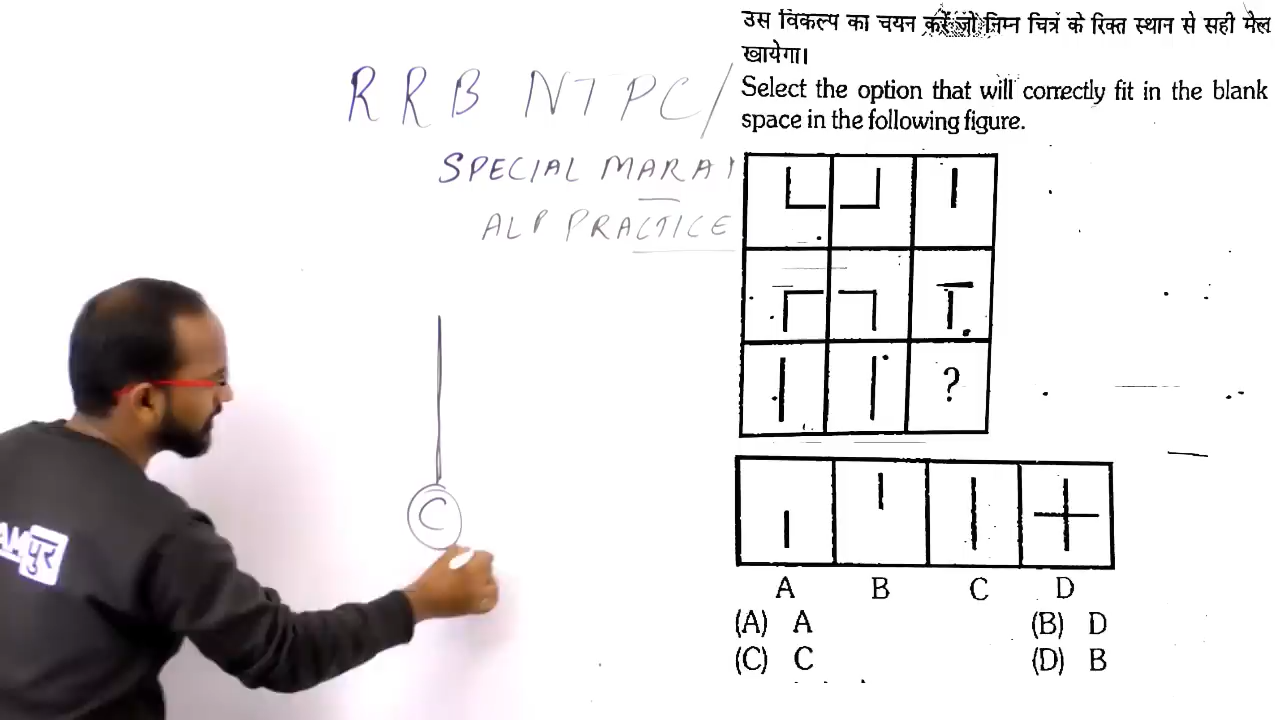 उस विकल्प का चयन करें जो निम्न चित्र के रिक्त स्थान से सही मेल
खायेगा।
Select the option that will correctly fit in the blank
space in the following figure.
RRB NTPC/
SPECIAL MARA
ALP PRACTICE
?
C
पुर
A B C D
(A) A (B) D
(C) C (D) B